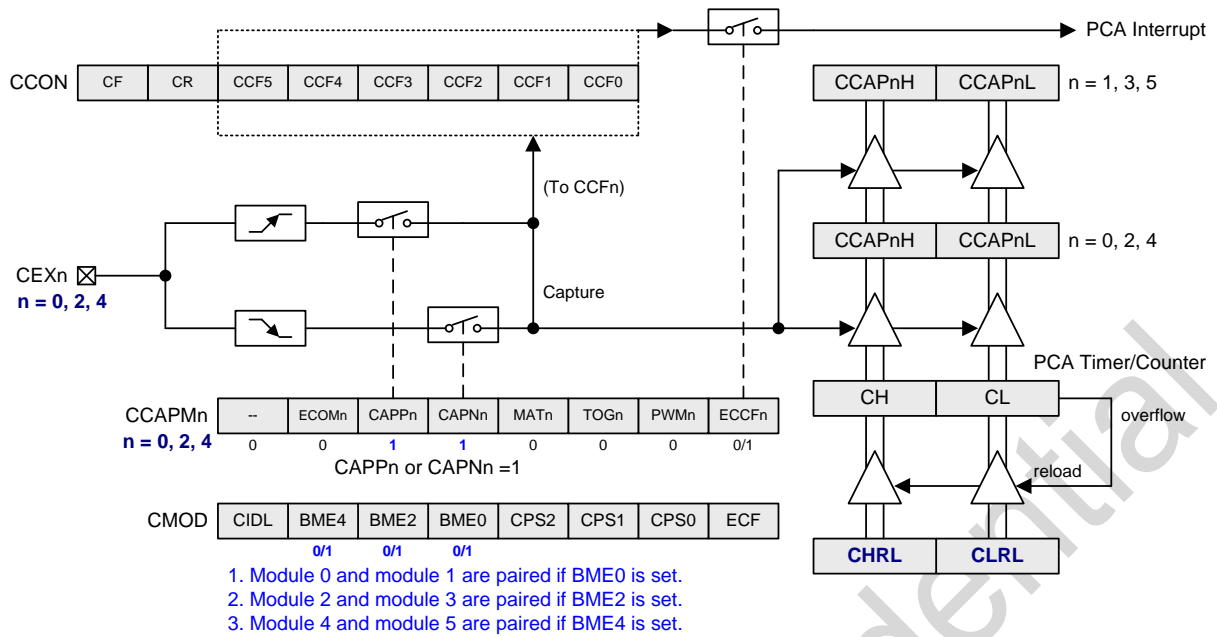 PCA Interrupt
CCON CF CR CCF5 CCF4 CCF3 CCF2 CCF1 CCF0
CCAPnH CCAPnL n = 1, 3, 5
(To CCFn)
CCAPnH CCAPnL n = 0, 2, 4
CEXn
n = 0, 2, 4
Capture
PCA Timer/Counter
CH CL
overflow
CCAPMn -- ECOMn CAPPn CAPNn MATn TOGn PWMn ECCFn
n = 0, 2, 4 0 0 1 1 0 0 0 0/1
CAPPn or CAPNn =1
reload
CMOD CIDL BME4 BME2 BME0 CPS2 CPS1 CPS0 ECF
0/1 0/1 0/1
CHRL CLRL
1. Module 0 and module 1 are paired if BME0 is set.
2. Module 2 and module 3 are paired if BME2 is set.
3. Module 4 and module 5 are paired if BME4 is set.
dential